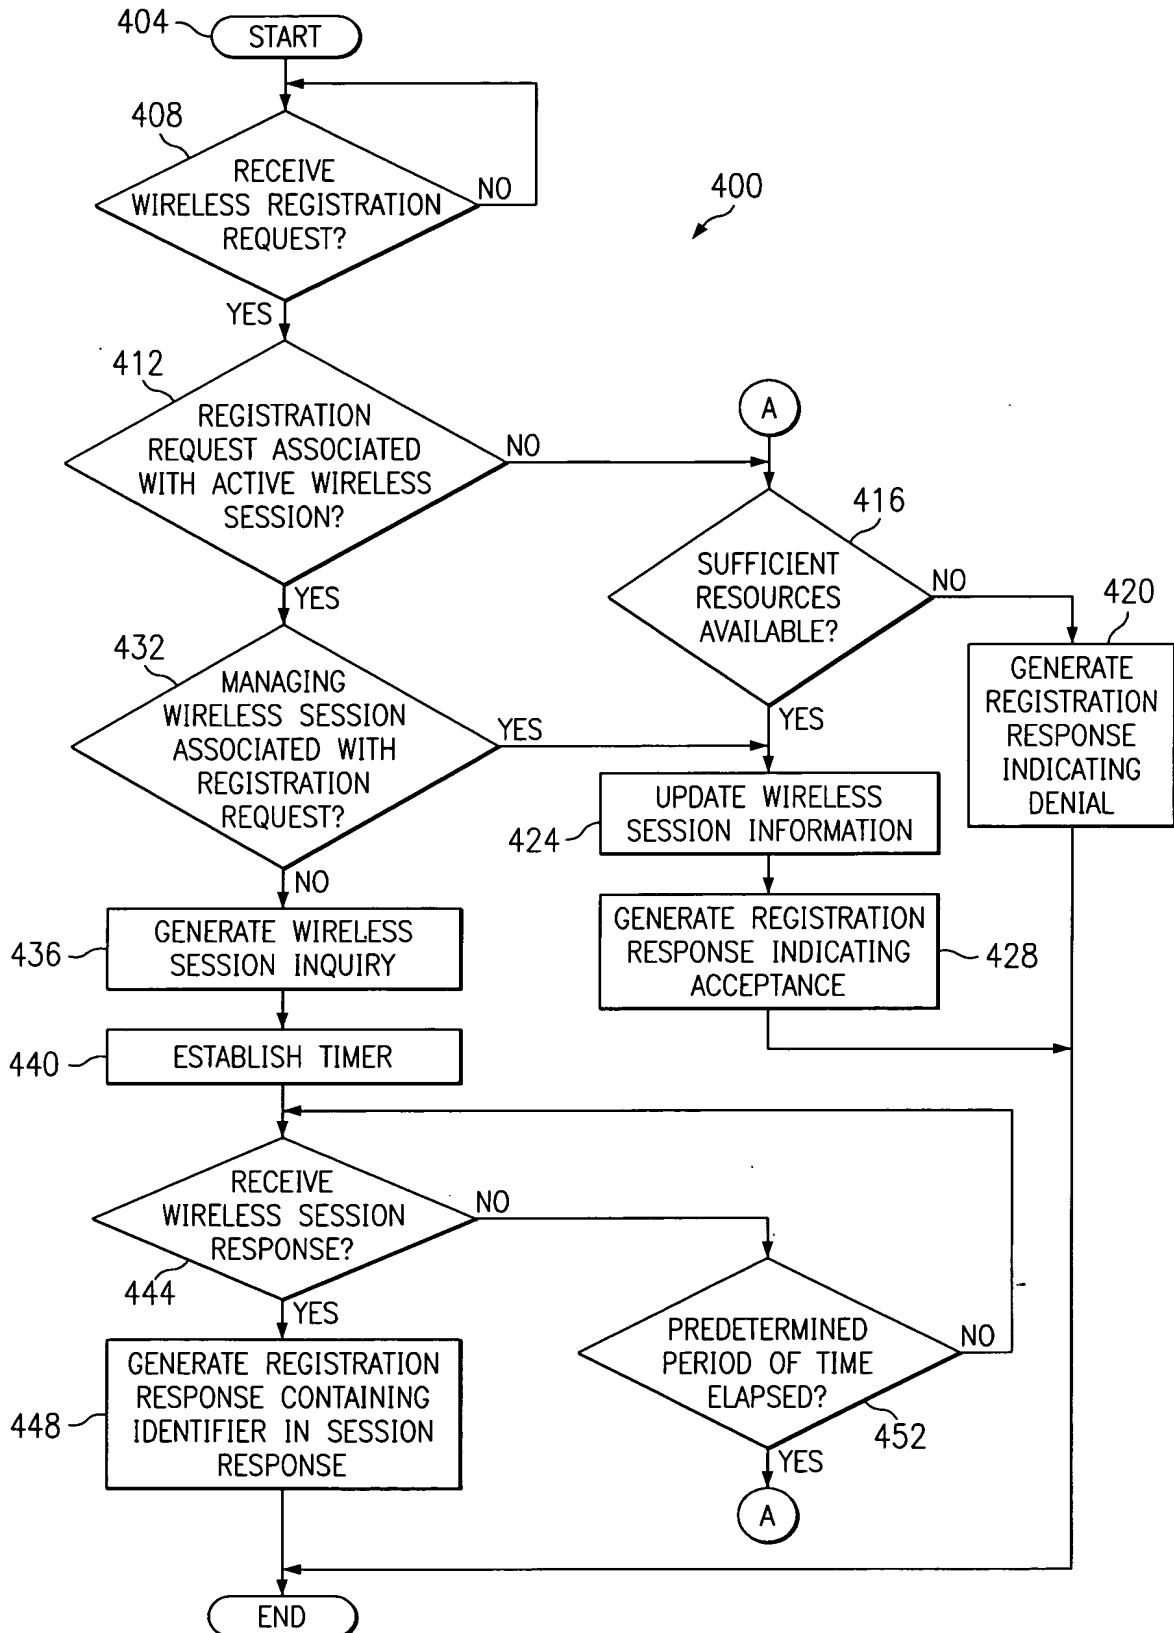 404
START
408
RECEIVE
WIRELESS REGISTRATION
REQUEST?
NO
400
YES
412
REGISTRATION
REQUEST ASSOCIATED
WITH ACTIVE WIRELESS
SESSION?
NO
A
416
SUFFICIENT
RESOURCES
AVAILABLE?
NO
420
GENERATE
REGISTRATION
RESPONSE
INDICATING
DENIAL
YES
YES
432
MANAGING
WIRELESS SESSION
ASSOCIATED WITH
REGISTRATION
REQUEST?
YES
UPDATE WIRELESS
SESSION INFORMATION
424
NO
GENERATE REGISTRATION
RESPONSE INDICATING
ACCEPTANCE
428
GENERATE WIRELESS
SESSION INQUIRY
436
ESTABLISH TIMER
440
RECEIVE
WIRELESS SESSION
RESPONSE?
NO
444
YES
PREDETERMINED
PERIOD OF TIME
ELAPSED?
NO
452
YES
A
GENERATE REGISTRATION
RESPONSE CONTAINING
IDENTIFIER IN SESSION
RESPONSE
448
END